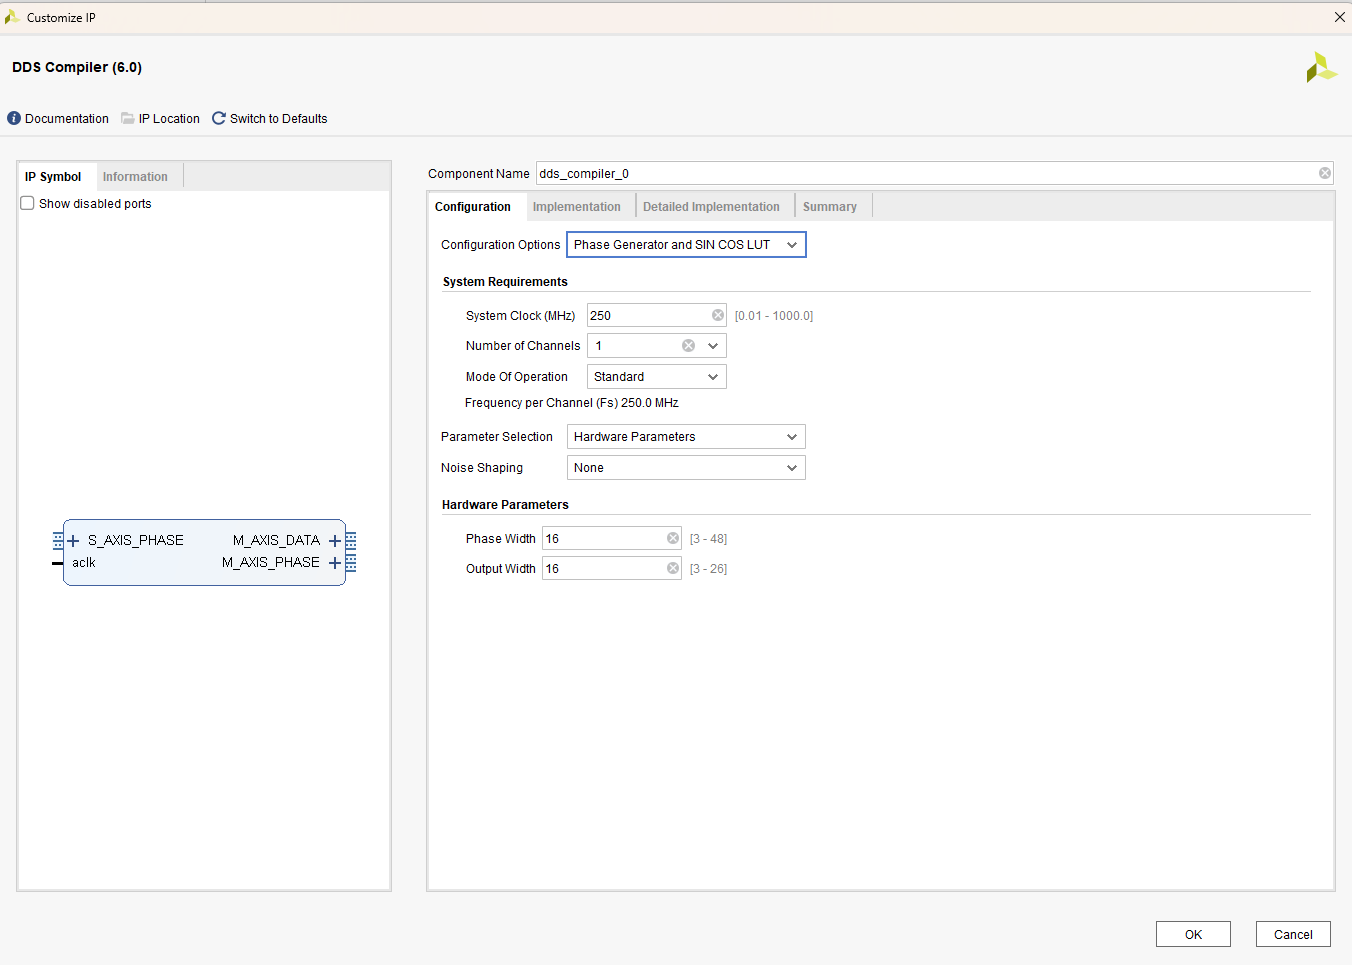 Customize IP
DDS Compiler (6.0)
Documentation IP Location Switch to Defaults
IP Symbol Information
Show disabled ports
S_AXIS_PHASE M_AXIS_DATA
aclk M_AXIS_PHASE
Component Name dds_compiler_0
Configuration Implementation Detailed Implementation Summary
Configuration Options Phase Generator and SIN COS LUT
System Requirements
System Clock (MHz) 250 [0.01 - 1000.0]
Number of Channels 1
Mode Of Operation Standard
Frequency per Channel (Fs) 250.0 MHz
Parameter Selection Hardware Parameters
Noise Shaping None
Hardware Parameters
Phase Width 16 [3 - 48]
Output Width 16 [3 - 26]
OK Cancel